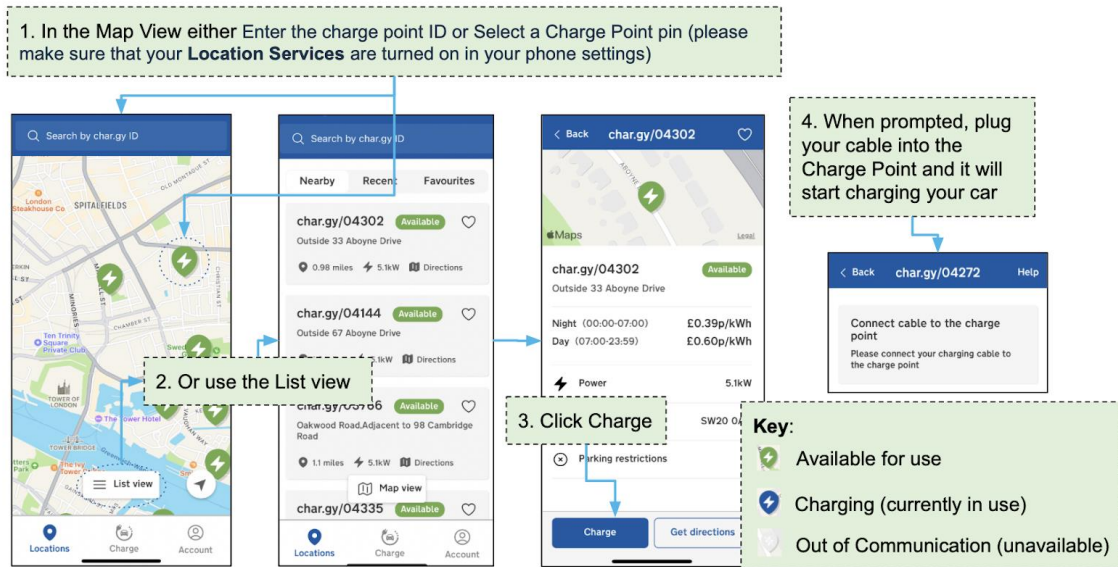 1. In the Map View either Enter the charge point ID or Select a Charge Point pin (please
make sure that your Location Services are turned on in your phone settings)
Search by char.gy ID
OLD MONTAGUE ST
London
Steakhouse Co
SPITALFIELDS
CHRISTIAN ST
MINORIES
CHAMBER ST
Ten Trinity
Square
Private Club
TOWER OF
LONDON
The Tower Hotel
VAUGHAN WAY
TOWER BRIDGE
The Ivy
Tower
List view
Locations
Charge
Account
2. Or use the List view
Search by char.gy ID
Nearby
Recent
Favourites
char.gy/04302
Available
Outside 33 Aboyne Drive
0.98 miles
5.1kW
Directions
char.gy/04144
Available
Outside 67 Aboyne Drive
5.1kW
Directions
Available
Oakwood Road,Adjacent to 98 Cambridge
Road
1.1 miles
5.1kW
Directions
Map view
char.gy/04335
Available
Locations
Charge
Account
< Back
char.gy/04302
ABOYNE
Maps
Legal
char.gy/04302
Available
Outside 33 Aboyne Drive
Night (00:00-07:00)
£0.39p/kWh
Day (07:00-23:59)
£0.60p/kWh
Power
5.1kW
SW20
3. Click Charge
Parking restrictions
Charge
Get directions
4. When prompted, plug
your cable into the
Charge Point and it will
start charging your car
< Back
char.gy/04272
Help
Connect cable to the charge
point
Please connect your charging cable to
the charge point
Key:
Available for use
Charging (currently in use)
Out of Communication (unavailable)